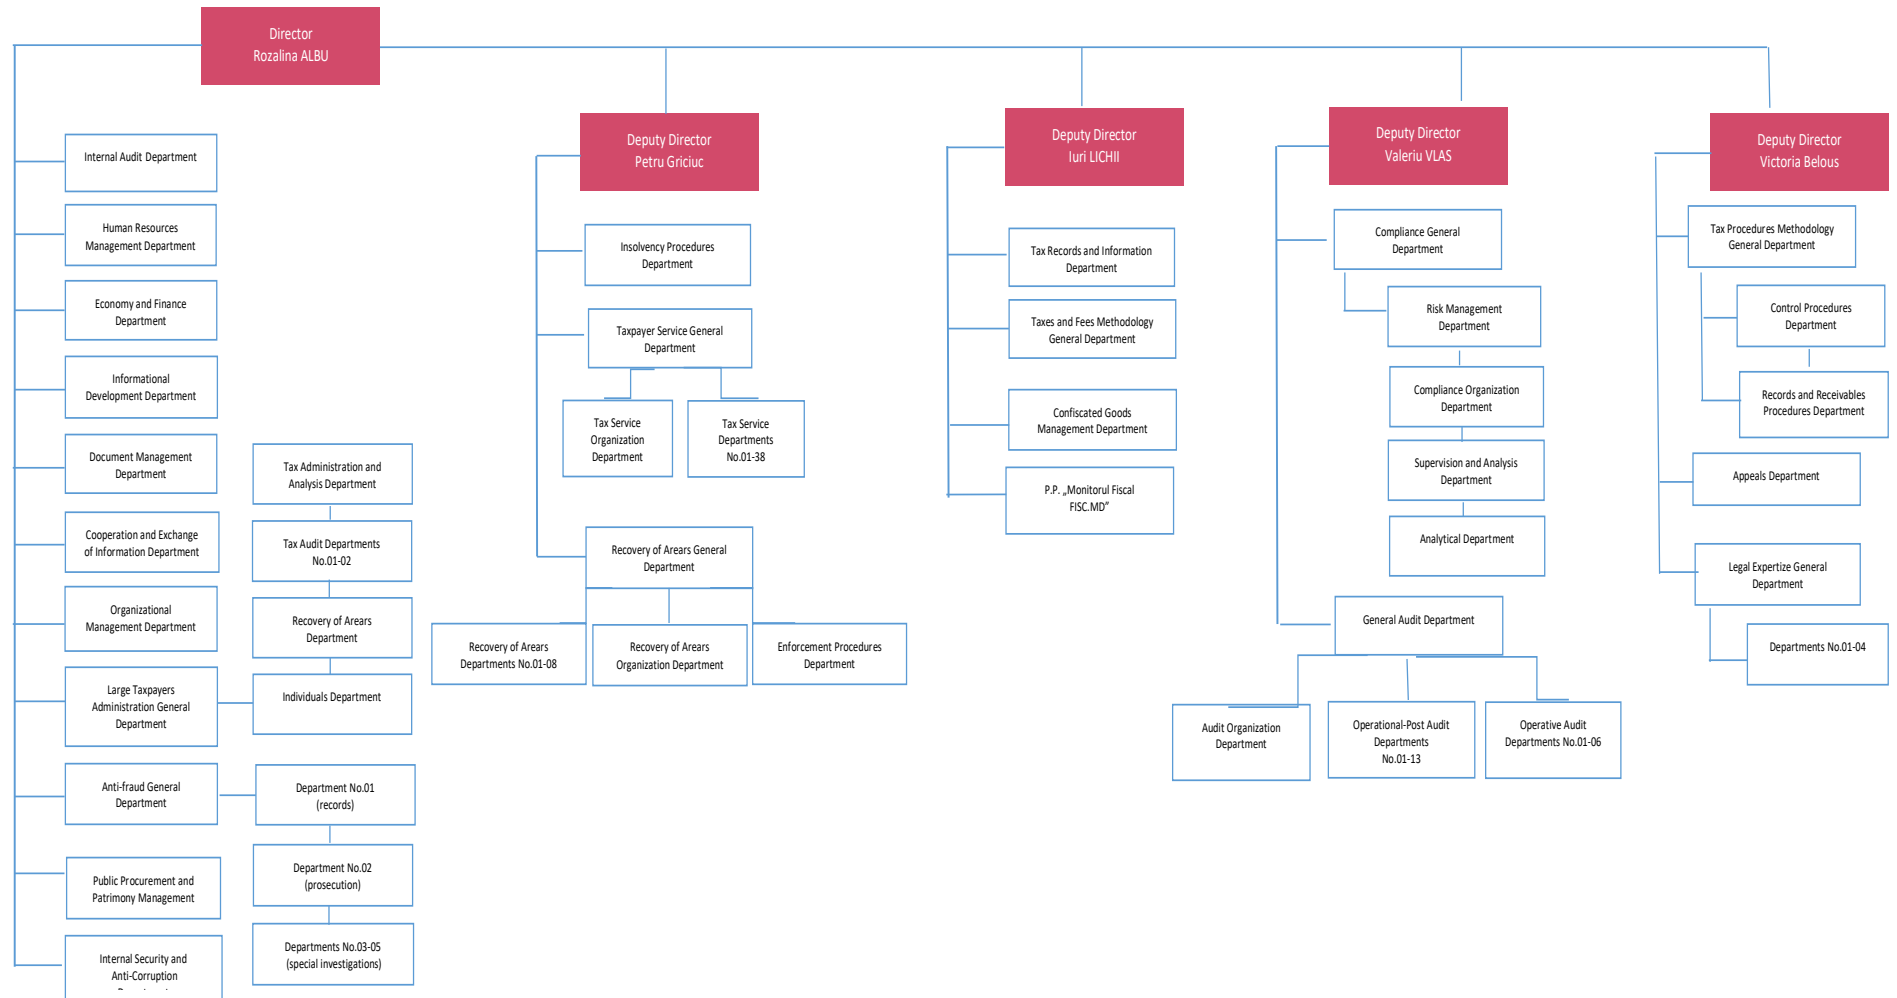 Director
Rozalina ALBU
Internal Audit Department
Human Resources
Management Department
Economy and Finance
Department
Informational
Development Department
Document Management
Department
Cooperation and Exchange
of Information Department
Organizational
Management Department
Large Taxpayers
Administration General
Department
Tax Administration and
Analysis Department
Tax Audit Departments
No.01-02
Recovery of Arears
Department
Individuals Department
Anti-fraud General
Department
Department No.01
(records)
Department No.02
(prosecution)
Departments No.03-05
(special investigations)
Public Procurement and
Patrimony Management
Internal Security and
Anti-Corruption
Deputy Director
Petru Griciuc
Insolvency Procedures
Department
Taxpayer Service General
Department
Tax Service
Organization
Department
Tax Service
Departments
No.01-38
Recovery of Arears General
Department
Recovery of Arears
Departments No.01-08
Recovery of Arears
Organization Department
Enforcement Procedures
Department
Deputy Director
Iuri LICHII
Tax Records and Information
Department
Taxes and Fees Methodology
General Department
Confiscated Goods
Management Department
P.P. „Monitorul Fiscal
FISC.MD”
Deputy Director
Valeriu VLAS
Compliance General
Department
Risk Management
Department
Compliance Organization
Department
Supervision and Analysis
Department
Analytical Department
General Audit Department
Audit Organization
Department
Operational-Post Audit
Departments
No.01-13
Operative Audit
Departments No.01-06
Deputy Director
Victoria Belous
Tax Procedures Methodology
General Department
Control Procedures
Department
Records and Receivables
Procedures Department
Appeals Department
Legal Expertize General
Department
Departments No.01-04